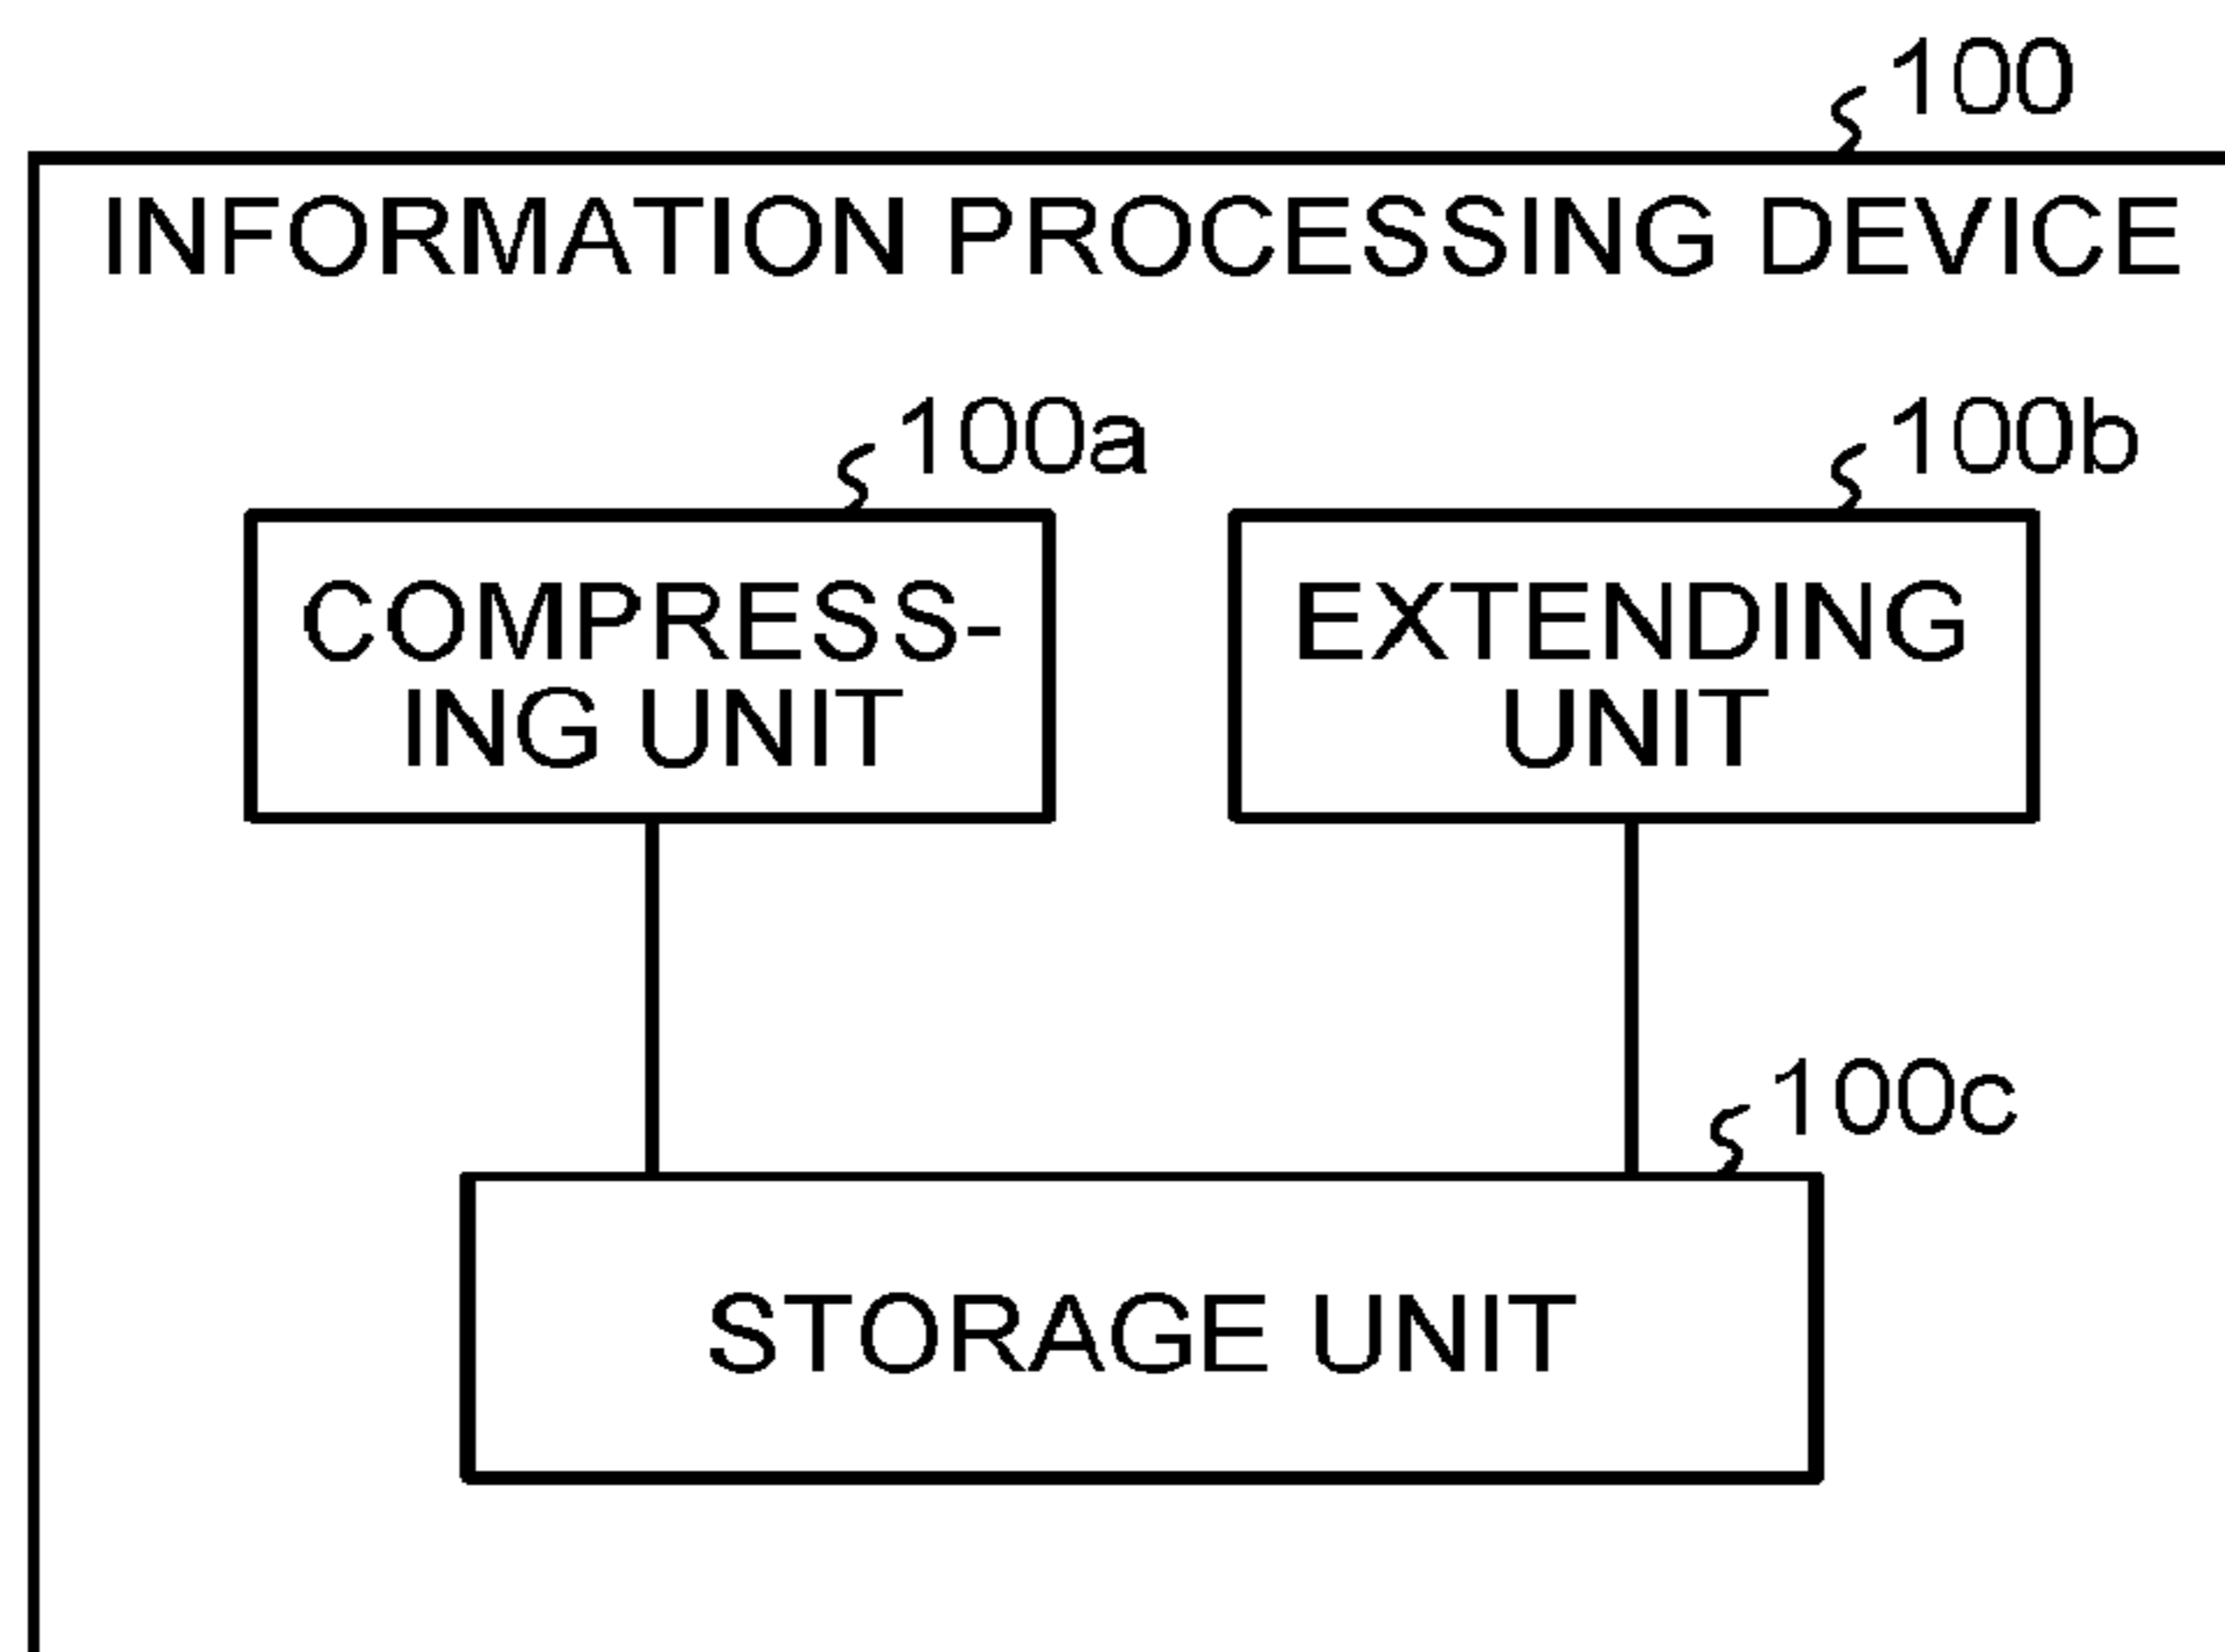 100
INFORMATION PROCESSING DEVICE
100a
100b
COMPRESS-
ING UNIT
EXTENDING
UNIT
100c
STORAGE UNIT